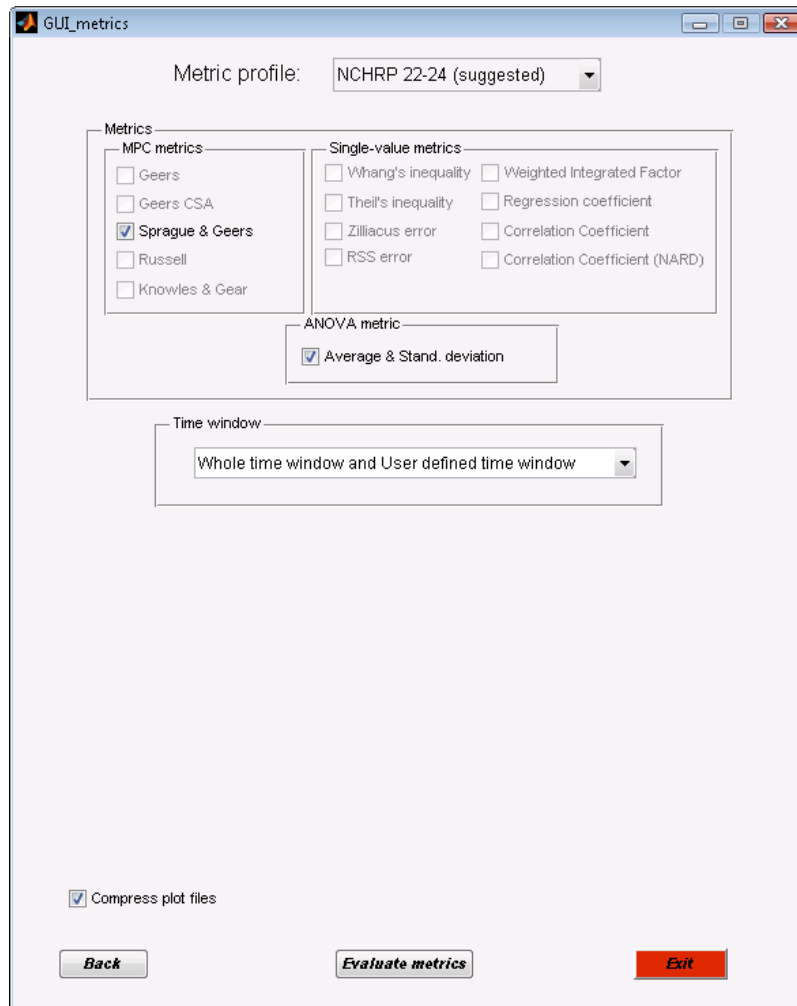 GUI_metrics
Metric profile: NCHRP 22-24 (suggested)
Metrics
MPC metrics
Geers
Geers CSA
Sprague & Geers
Russell
Knowles & Gear
Single-value metrics
Whang's inequality
Theil's inequality
Zilliacus error
RSS error
Weighted Integrated Factor
Regression coefficient
Correlation Coefficient
Correlation Coefficient (NARD)
ANOVA metric
Average & Stand. deviation
Time window
Whole time window and User defined time window
Compress plot files
Back
Evaluate metrics
Exit